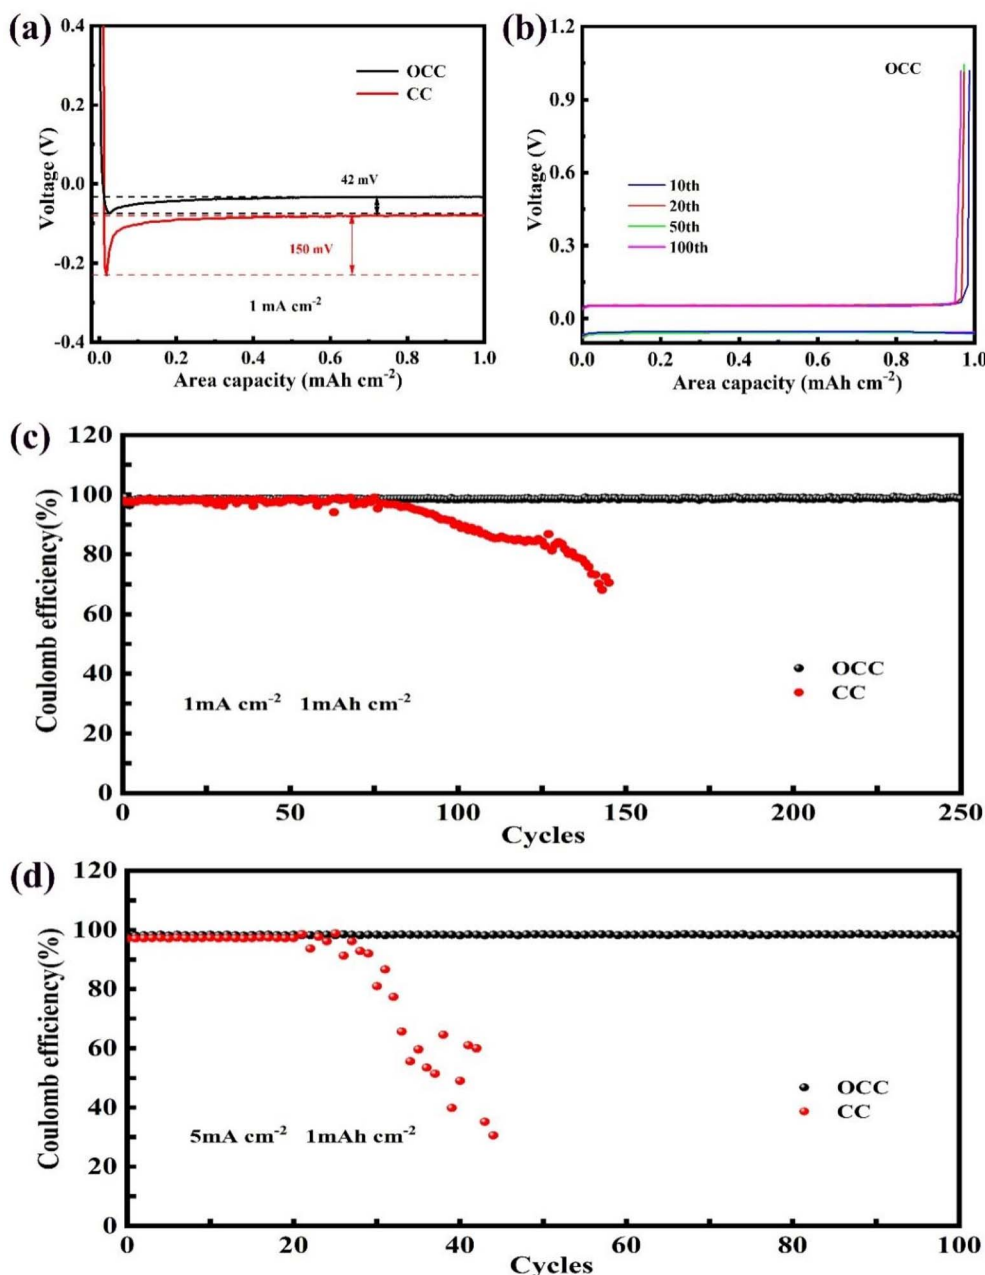 (a)
0.4
0.2
0.0
-0.2
-0.4
Voltage (V)
OCC
CC
42 mV
150 mV
1 mA cm⁻²
0.0 0.2 0.4 0.6 0.8 1.0
Area capacity (mAh cm⁻²)
(b)
1.2
0.9
0.6
0.3
0.0
Voltage (V)
OCC
10th
20th
50th
100th
0.0 0.2 0.4 0.6 0.8 1.0
Area capacity (mAh cm⁻²)
(c)
120
100
80
60
40
20
0
Coulomb efficiency(%)
OCC
CC
1mA cm⁻² 1mAh cm⁻²
0 50 100 150 200 250
Cycles
(d)
120
100
80
60
40
20
0
Coulomb efficiency(%)
OCC
CC
5mA cm⁻² 1mAh cm⁻²
0 20 40 60 80 100
Cycles